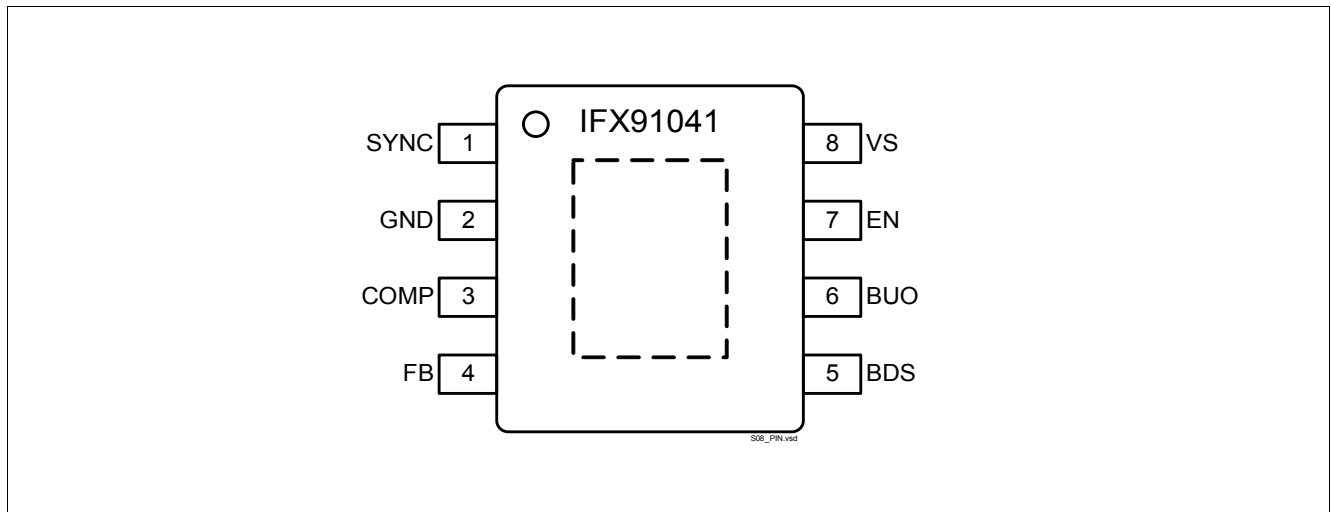 IFX91041
SYNC 1
8 VS
GND 2
7 EN
COMP 3
6 BUO
FB 4
5 BDS
S08_PIN.vsd